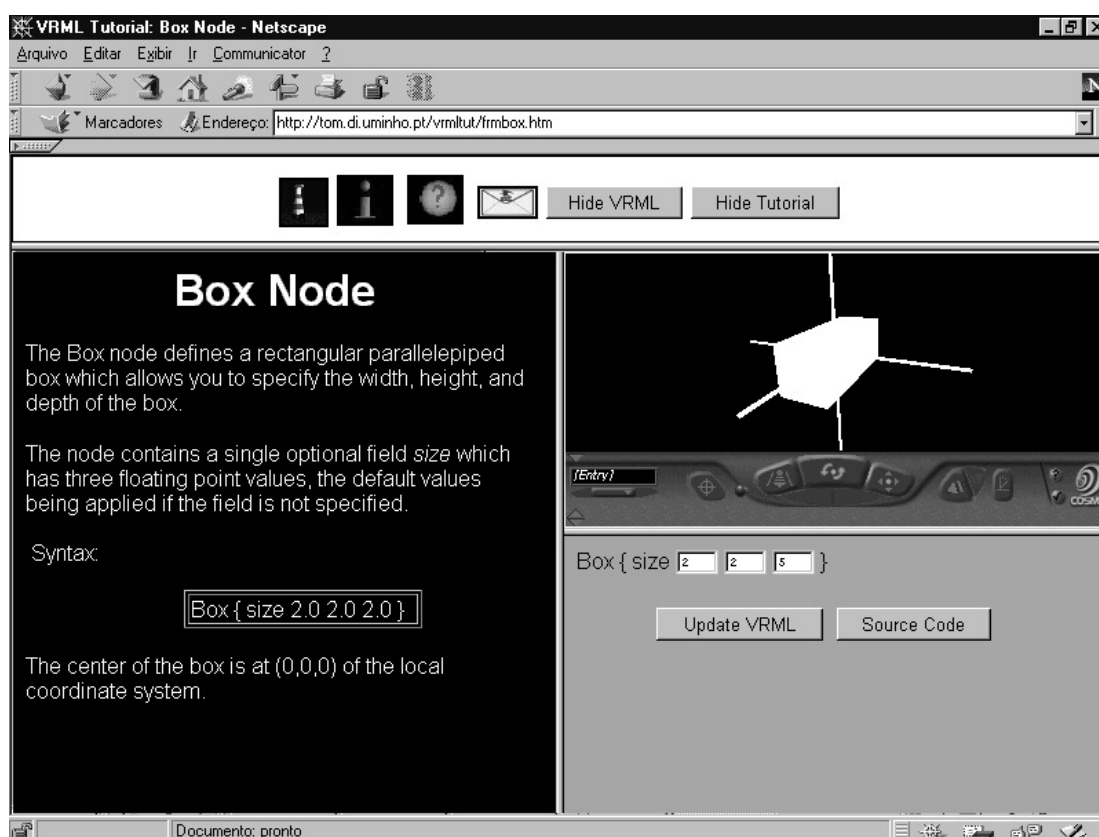 VRML Tutorial: Box Node - Netscape
Arquivo Editar Exibir Ir Communicator ?
Marcadores Endereço: http://tom.di.uminho.pt/vrmltut/frmbox.htm
Hide VRML Hide Tutorial
Box Node
The Box node defines a rectangular parallelepiped
box which allows you to specify the width, height, and
depth of the box.
The node contains a single optional field size which
has three floating point values, the default values
being applied if the field is not specified.
Syntax:
Box { size 2.0 2.0 2.0 }
The center of the box is at (0,0,0) of the local
coordinate system.
[Entry]
COSM
Box { size 2 2 5 }
Update VRML Source Code
Documento: pronto